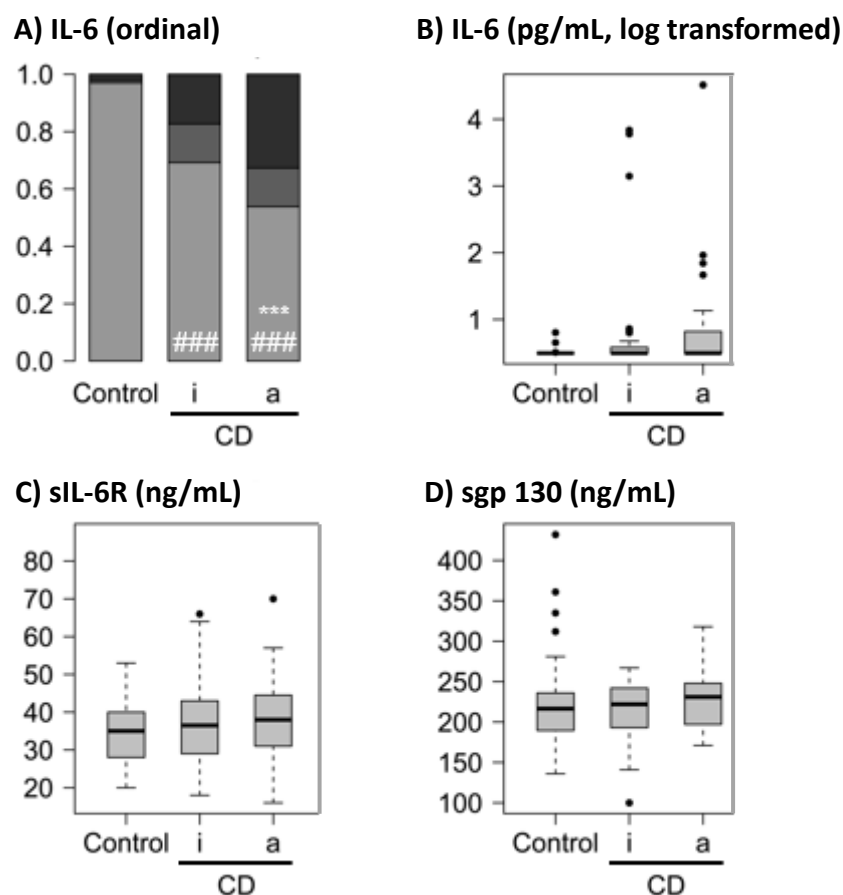 A) IL-6 (ordinal)
1.0
0.8
0.6
0.4
0.2
0.0
***
### ###
Control i a
CD
B) IL-6 (pg/mL, log transformed)
4
3
2
1
Control i a
CD
C) sIL-6R (ng/mL)
80
70
60
50
40
30
20
Control i a
CD
D) sgp 130 (ng/mL)
400
350
300
250
200
150
100
Control i a
CD